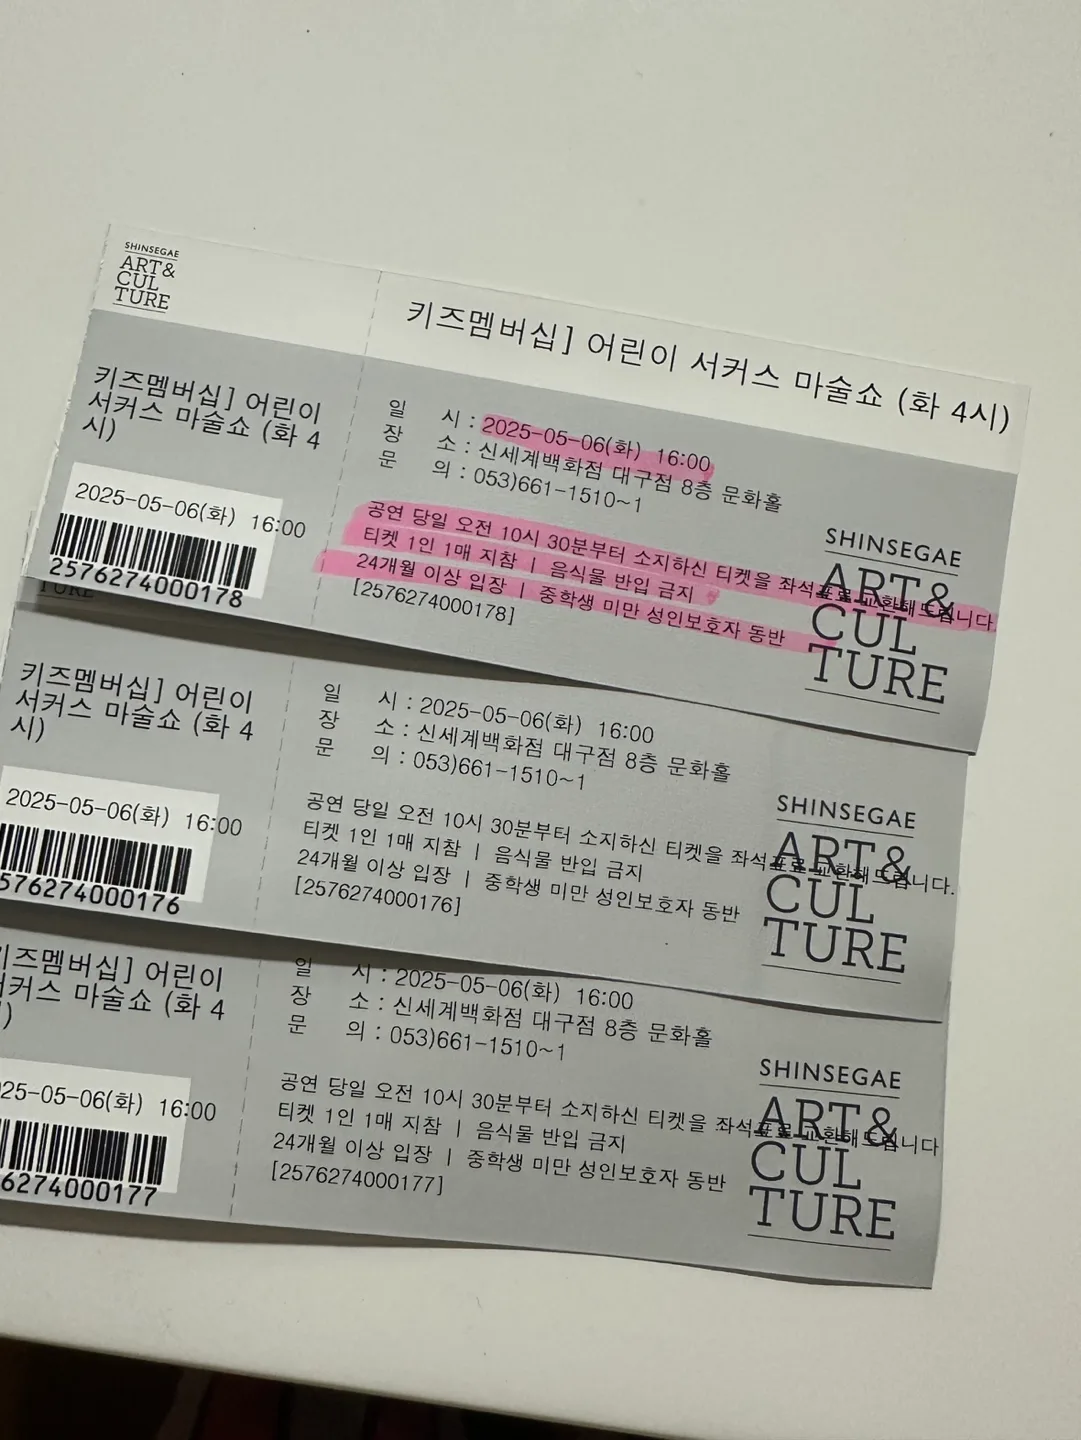 SHINSEGAE
ART&
CUL
TURE
키즈멤버십] 어린이 서커스 마술쇼 (화 4시)
키즈멤버십] 어린이
서커스 마술쇼 (화 4
시)
2025-05-06(화) 16:00
2576274000178
일 시 : 2025-05-06(화) 16:00
장 소 : 신세계백화점 대구점 8층 문화홀
문 의 : 053)661-1510~1
공연 당일 오전 10시 30분부터 소지하신 티켓을 좌석표로 교환해드립니다.
티켓 1인 1매 지참 | 음식물 반입 금지
24개월 이상 입장 | 중학생 미만 성인보호자 동반
[2576274000178]
SHINSEGAE
ART&
CUL
TURE
TURE
키즈멤버십] 어린이
서커스 마술쇼 (화 4
시)
2025-05-06(화) 16:00
576274000176
일 시 : 2025-05-06(화) 16:00
장 소 : 신세계백화점 대구점 8층 문화홀
문 의 : 053)661-1510~1
공연 당일 오전 10시 30분부터 소지하신 티켓을 좌석표로 교환해드립니다.
티켓 1인 1매 지참 | 음식물 반입 금지
24개월 이상 입장 | 중학생 미만 성인보호자 동반
[2576274000176]
SHINSEGAE
ART&
CUL
TURE
키즈멤버십] 어린이
서커스 마술쇼 (화 4
)
25-05-06(화) 16:00
6274000177
일 시 : 2025-05-06(화) 16:00
장 소 : 신세계백화점 대구점 8층 문화홀
문 의 : 053)661-1510~1
공연 당일 오전 10시 30분부터 소지하신 티켓을 좌석표로 교환해드립니다
티켓 1인 1매 지참 | 음식물 반입 금지
24개월 이상 입장 | 중학생 미만 성인보호자 동반
[2576274000177]
SHINSEGAE
ART&
CUL
TURE